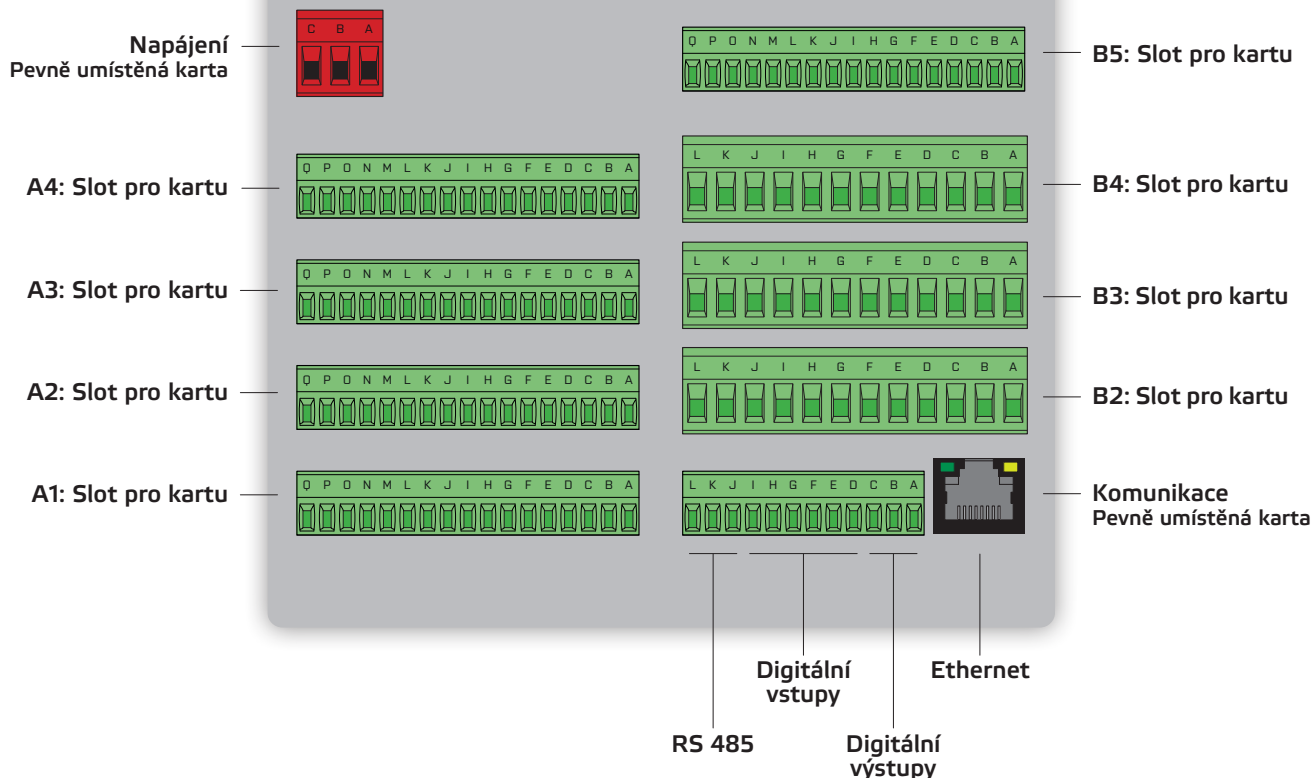 C B A
Napájení
Pevně umístěná karta
Q P O N M L K J I H G F E D C B A
B5: Slot pro kartu
Q P O N M L K J I H G F E D C B A
A4: Slot pro kartu
L K J I H G F E D C B A
B4: Slot pro kartu
Q P O N M L K J I H G F E D C B A
A3: Slot pro kartu
L K J I H G F E D C B A
B3: Slot pro kartu
Q P O N M L K J I H G F E D C B A
A2: Slot pro kartu
L K J I H G F E D C B A
B2: Slot pro kartu
Q P O N M L K J I H G F E D C B A
A1: Slot pro kartu
L K J I H G F E D C B A
Komunikace
Pevně umístěná karta
Digitální
vstupy
Ethernet
RS 485
Digitální
výstupy